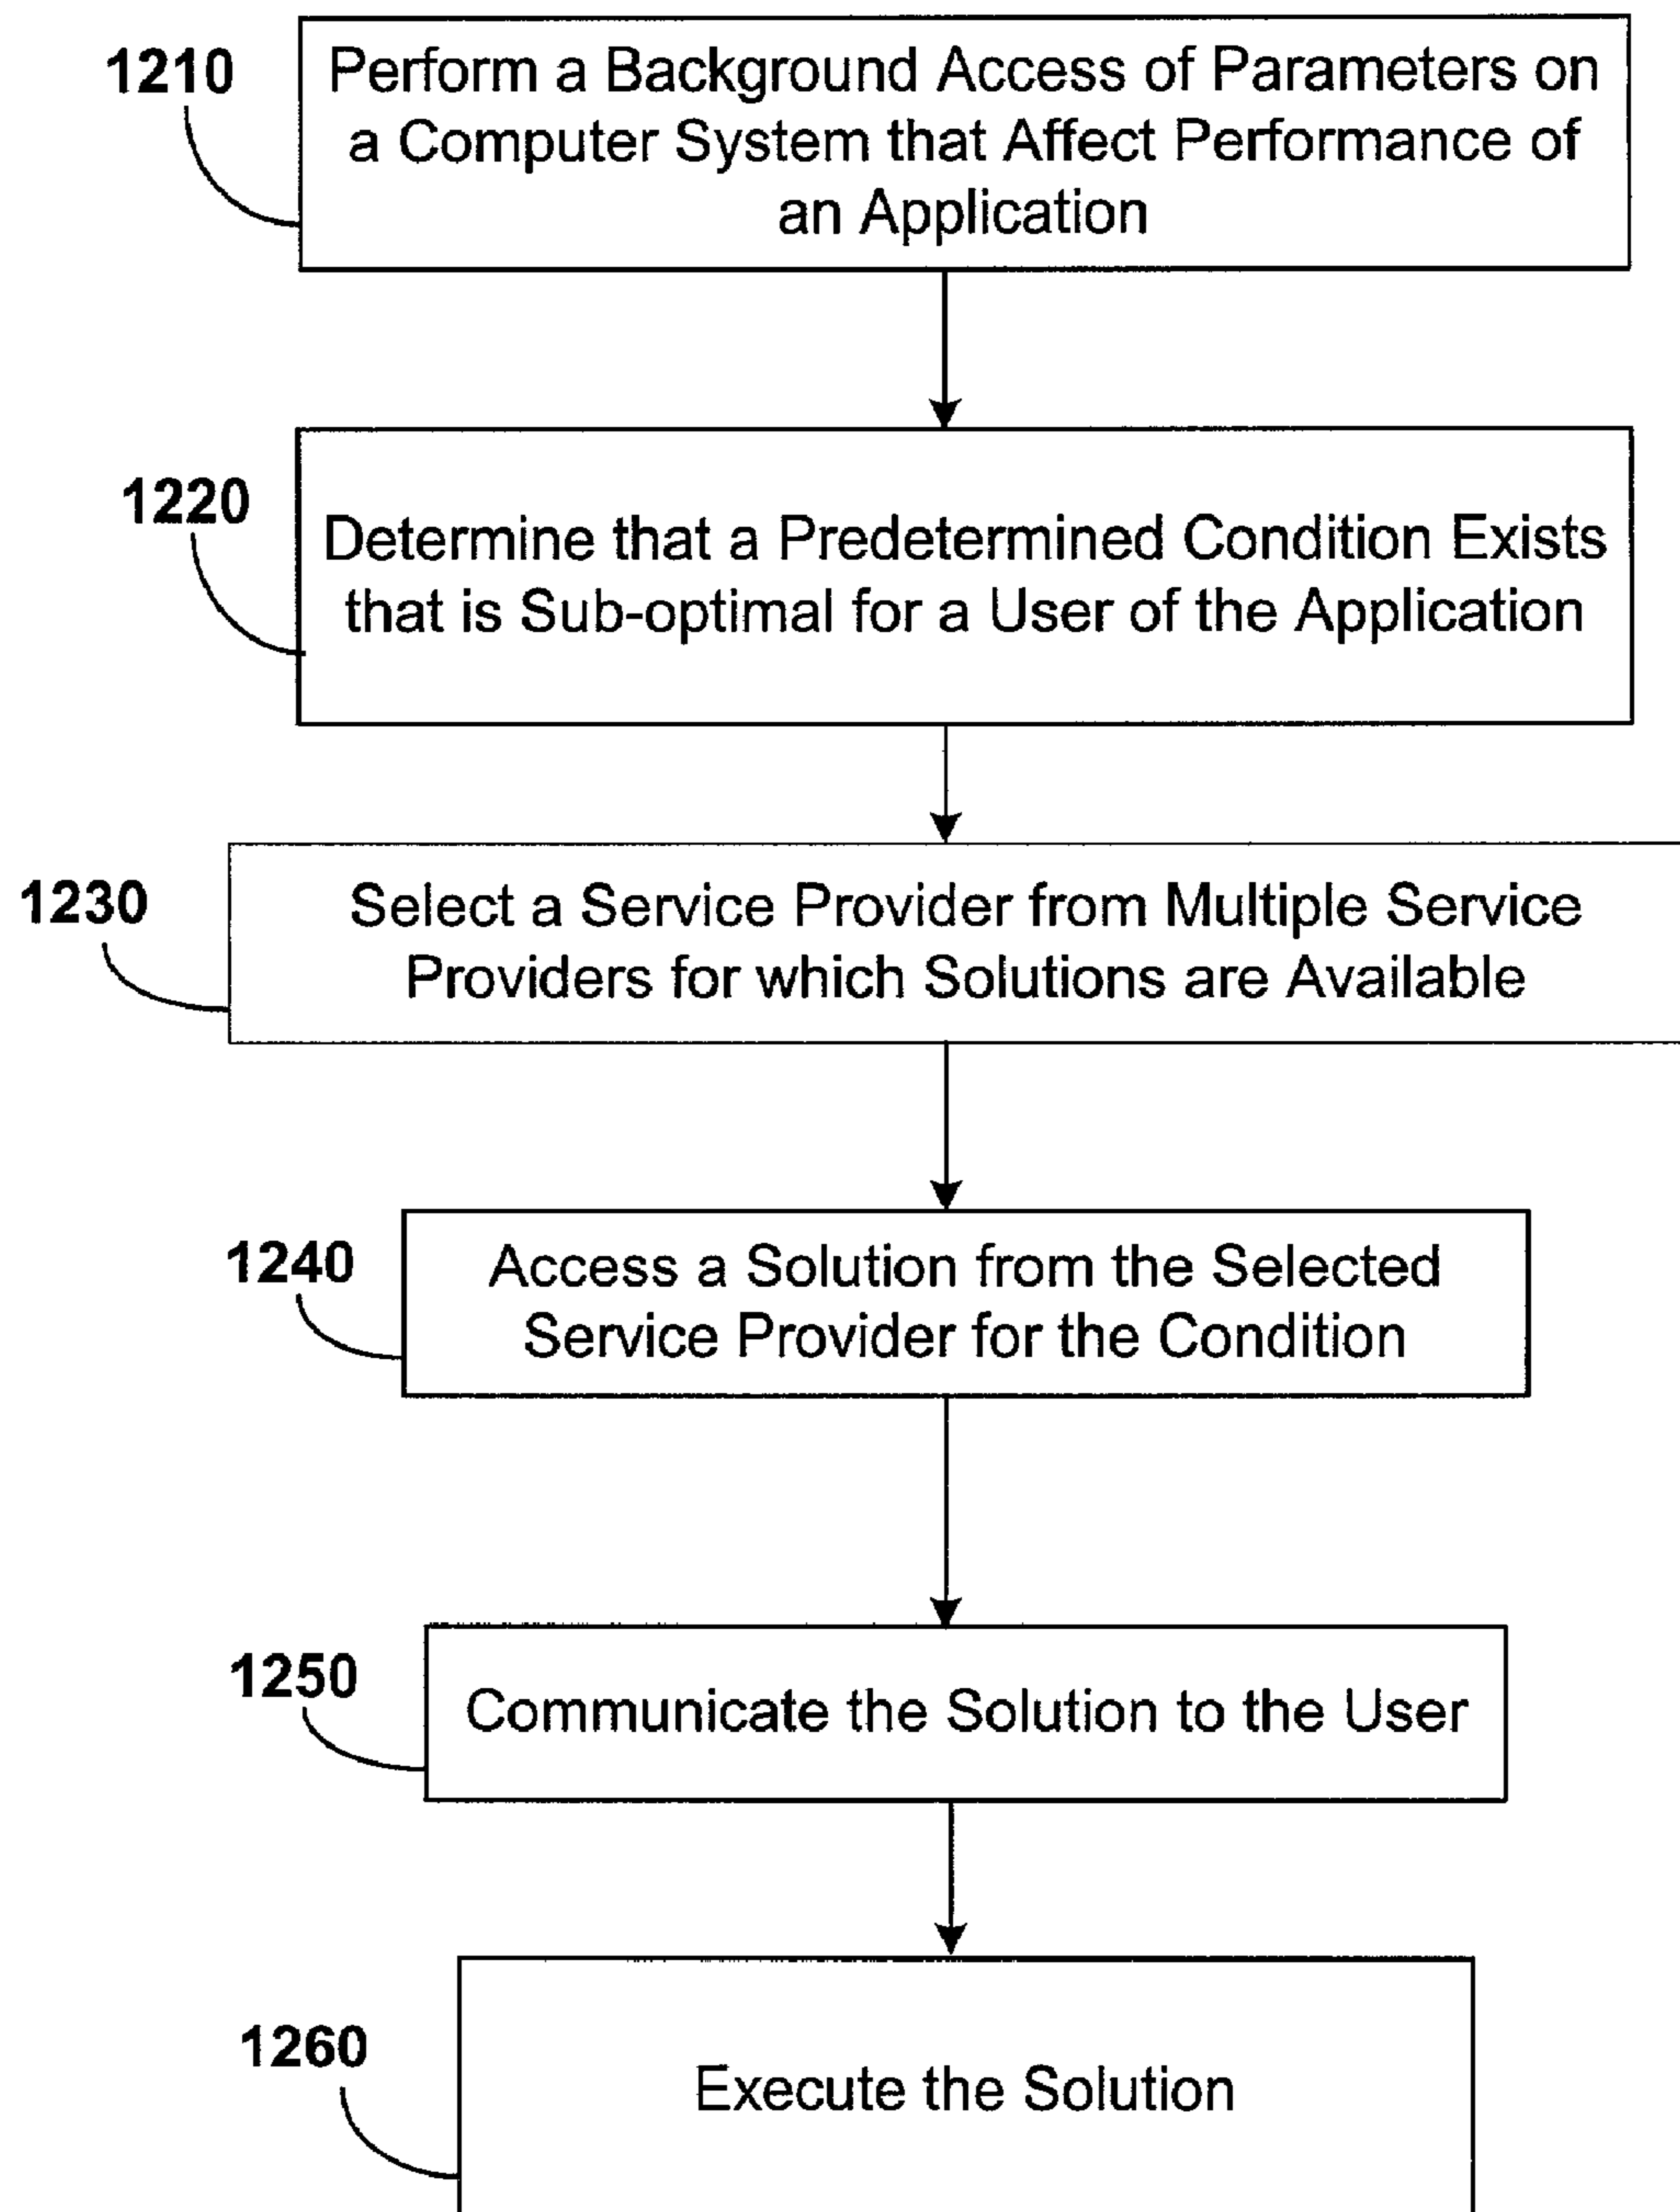 1210
Perform a Background Access of Parameters on
a Computer System that Affect Performance of
an Application
1220
Determine that a Predetermined Condition Exists
that is Sub-optimal for a User of the Application
1230
Select a Service Provider from Multiple Service
Providers for which Solutions are Available
1240
Access a Solution from the Selected
Service Provider for the Condition
1250
Communicate the Solution to the User
1260
Execute the Solution